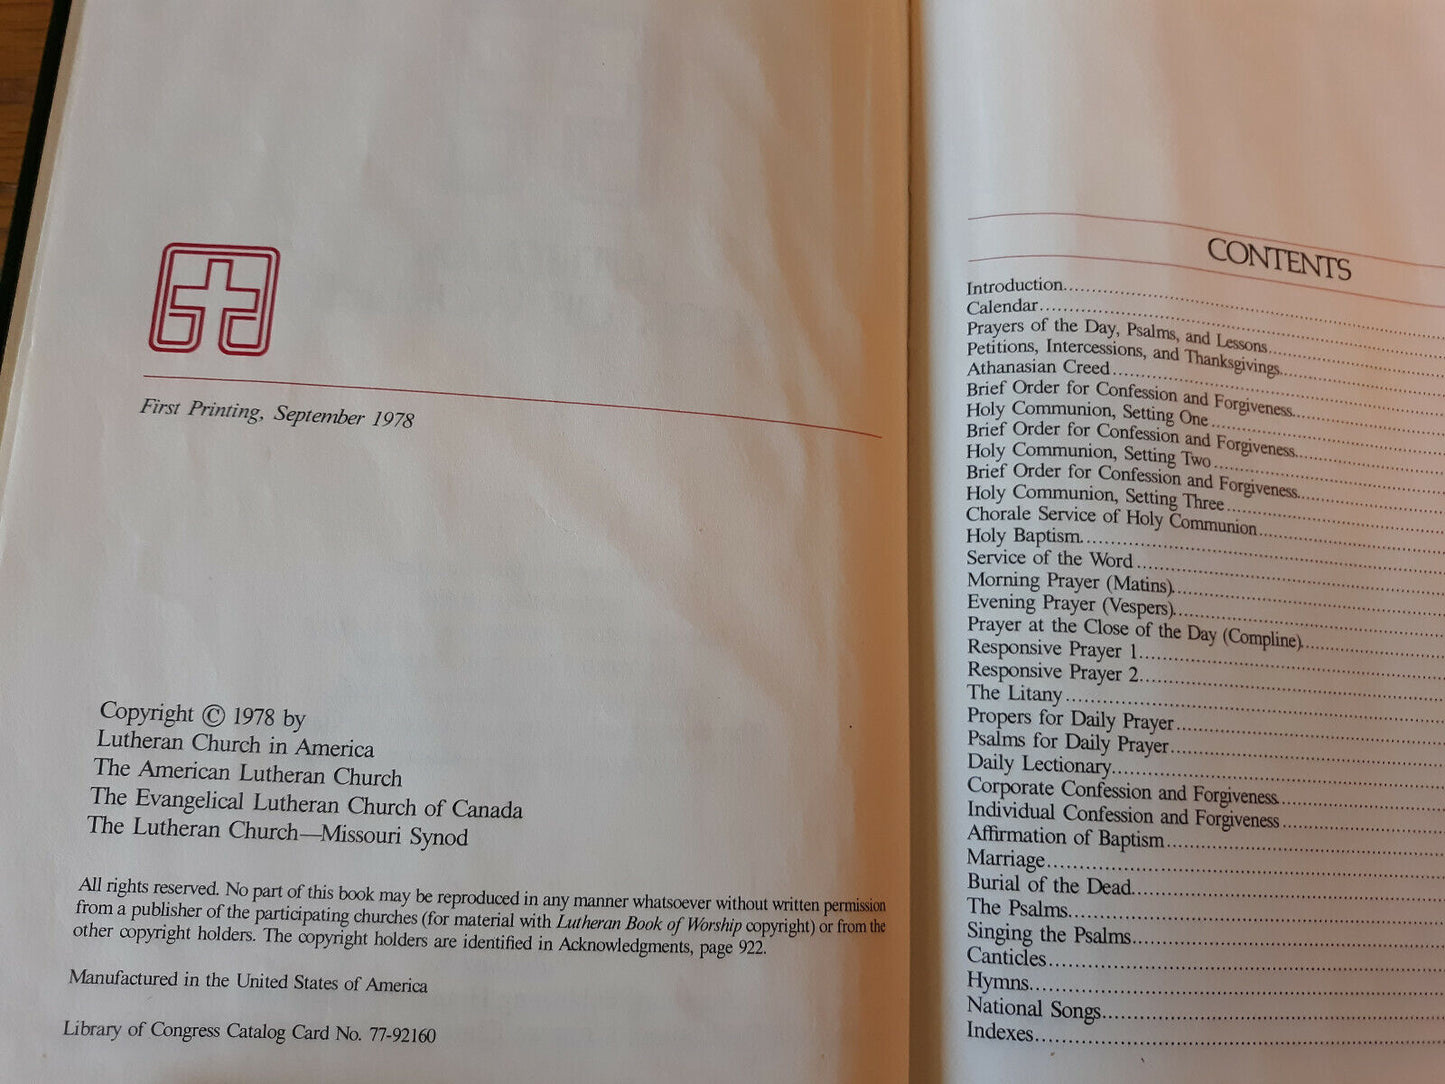 First Printing, September 1978
Copyright © 1978 by
Lutheran Church in America
The American Lutheran Church
The Evangelical Lutheran Church of Canada
The Lutheran Church—Missouri Synod
All rights reserved. No part of this book may be reproduced in any manner whatsoever without written permission
from a publisher of the participating churches (for material with Lutheran Book of Worship copyright) or from the
other copyright holders. The copyright holders are identified in Acknowledgments, page 922.
Manufactured in the United States of America
Library of Congress Catalog Card No. 77-92160
CONTENTS
Introduction
Calendar
Prayers of the Day, Psalms, and Lessons
Petitions, Intercessions, and Thanksgivings
Athanasian Creed
Brief Order for Confession and Forgiveness
Holy Communion, Setting One
Brief Order for Confession and Forgiveness
Holy Communion, Setting Two
Brief Order for Confession and Forgiveness
Holy Communion, Setting Three
Chorale Service of Holy Communion
Holy Baptism
Service of the Word
Morning Prayer (Matins)
Evening Prayer (Vespers)
Prayer at the Close of the Day (Compline)
Responsive Prayer 1
Responsive Prayer 2
The Litany
Propers for Daily Prayer
Psalms for Daily Prayer
Daily Lectionary
Corporate Confession and Forgiveness
Individual Confession and Forgiveness
Affirmation of Baptism
Marriage
Burial of the Dead
The Psalms
Singing the Psalms
Canticles
Hymns
National Songs
Indexes